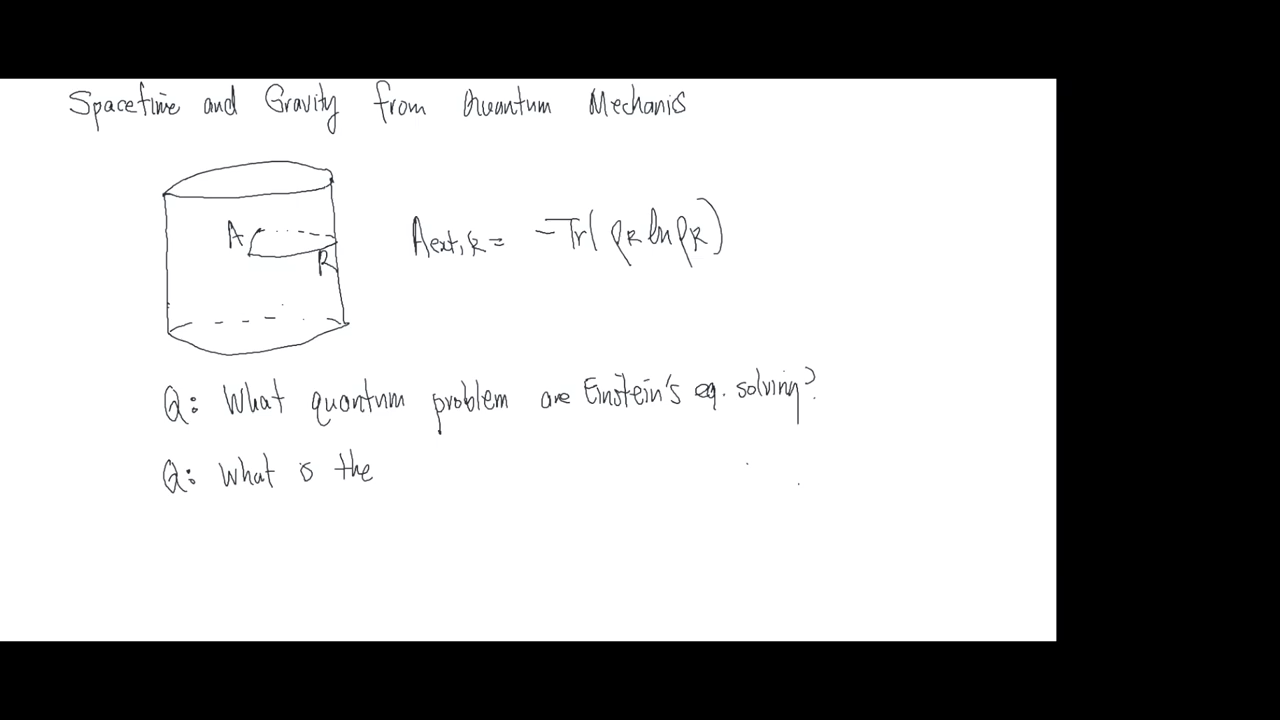 Spacetime and Gravity from Quantum Mechanics
A
R
A_ext,R = -Tr(ρ_R ln ρ_R)
Q: What quantum problem are Einstein's eq. solving?
Q: What is the